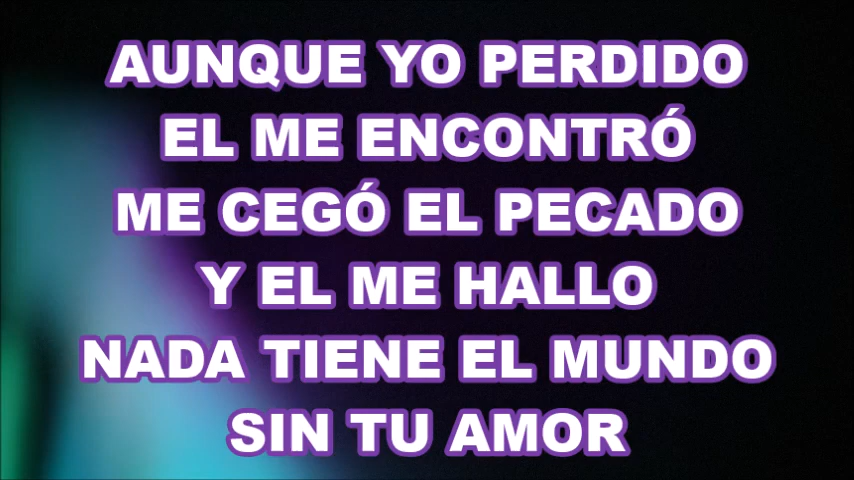 AUNQUE YO PERDIDO
EL ME ENCONTRÓ
ME CEGÓ EL PECADO
Y EL ME HALLO
NADA TIENE EL MUNDO
SIN TU AMOR